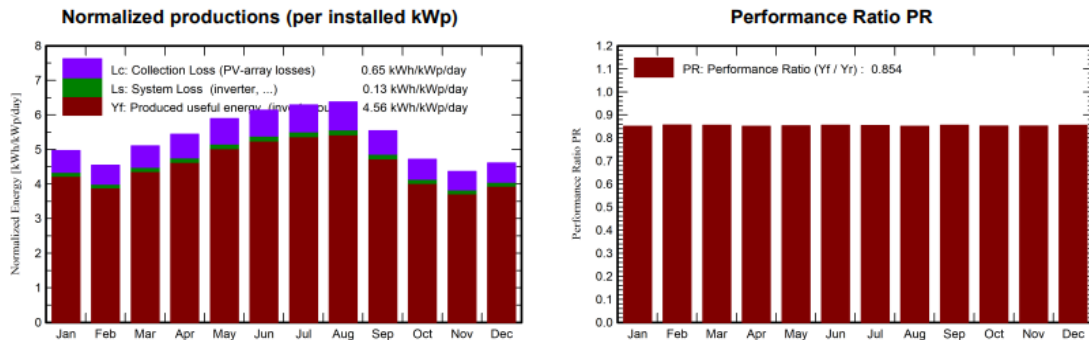 Normalized productions (per installed kWp)
8
7
6
5
4
3
2
1
0
Normalized Energy [kWh/kWp/day]
Lc: Collection Loss (PV-array losses) 0.65 kWh/kWp/day
Ls: System Loss (inverter, ...) 0.13 kWh/kWp/day
Yf: Produced useful energy (inverter ou 4.56 kWh/kWp/day
Jan Feb Mar Apr May Jun Jul Aug Sep Oct Nov Dec
Performance Ratio PR
1.2
1.1
1.0
0.9
0.8
0.7
0.6
0.5
0.4
0.3
0.2
0.1
0.0
Performance Ratio PR
PR: Performance Ratio (Yf / Yr) : 0.854
Jan Feb Mar Apr May Jun Jul Aug Sep Oct Nov Dec